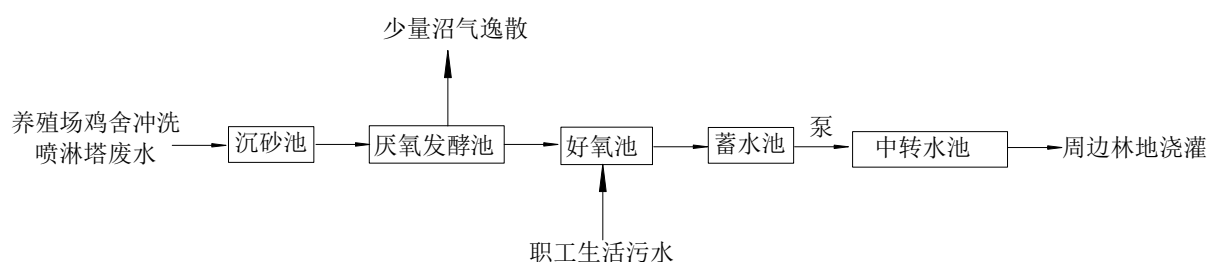 少量沼气逸散
养殖场鸡舍冲洗
喷淋塔废水
沉砂池
厌氧发酵池
好氧池
蓄水池
泵
中转水池
周边林地浇灌
职工生活污水